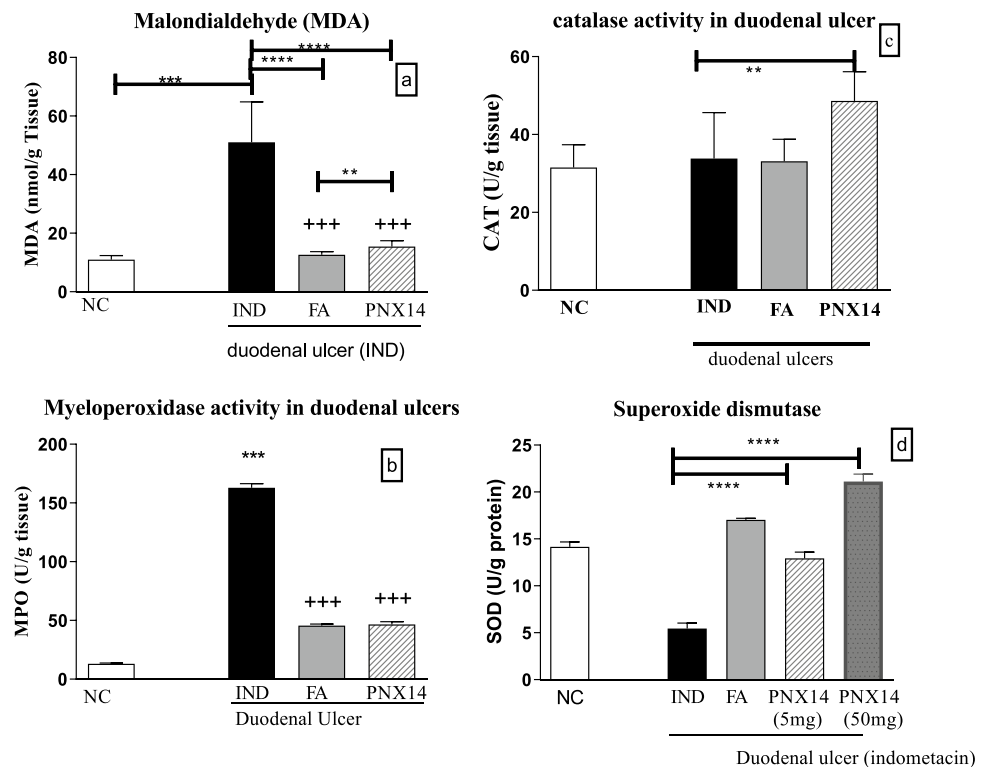 Malondialdehyde (MDA)
a
MDA (nmol/g Tissue)
80
60
40
20
0
***
****
****
**
+++
+++
NC
IND
FA
PNX14
duodenal ulcer (IND)
catalase activity in duodenal ulcer
c
CAT (U/g tissue)
60
40
20
0
**
NC
IND
FA
PNX14
duodenal ulcers
Myeloperoxidase activity in duodenal ulcers
b
MPO (U/g tissue)
200
150
100
50
0
***
+++
+++
NC
IND
FA
PNX14
Duodenal Ulcer
Superoxide dismutase
d
SOD (U/g protein)
25
20
15
10
5
0
****
****
NC
IND
FA
PNX14
(5mg)
PNX14
(50mg)
Duodenal ulcer (indometacin)